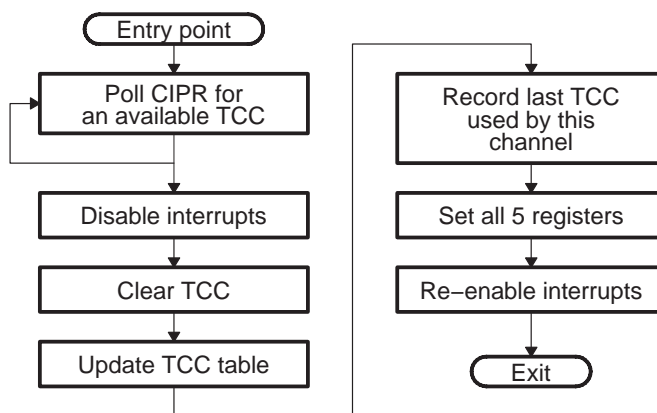 Entry point
Poll CIPR for
an available TCC
Disable interrupts
Clear TCC
Update TCC table
Record last TCC
used by this
channel
Set all 5 registers
Re−enable interrupts
Exit